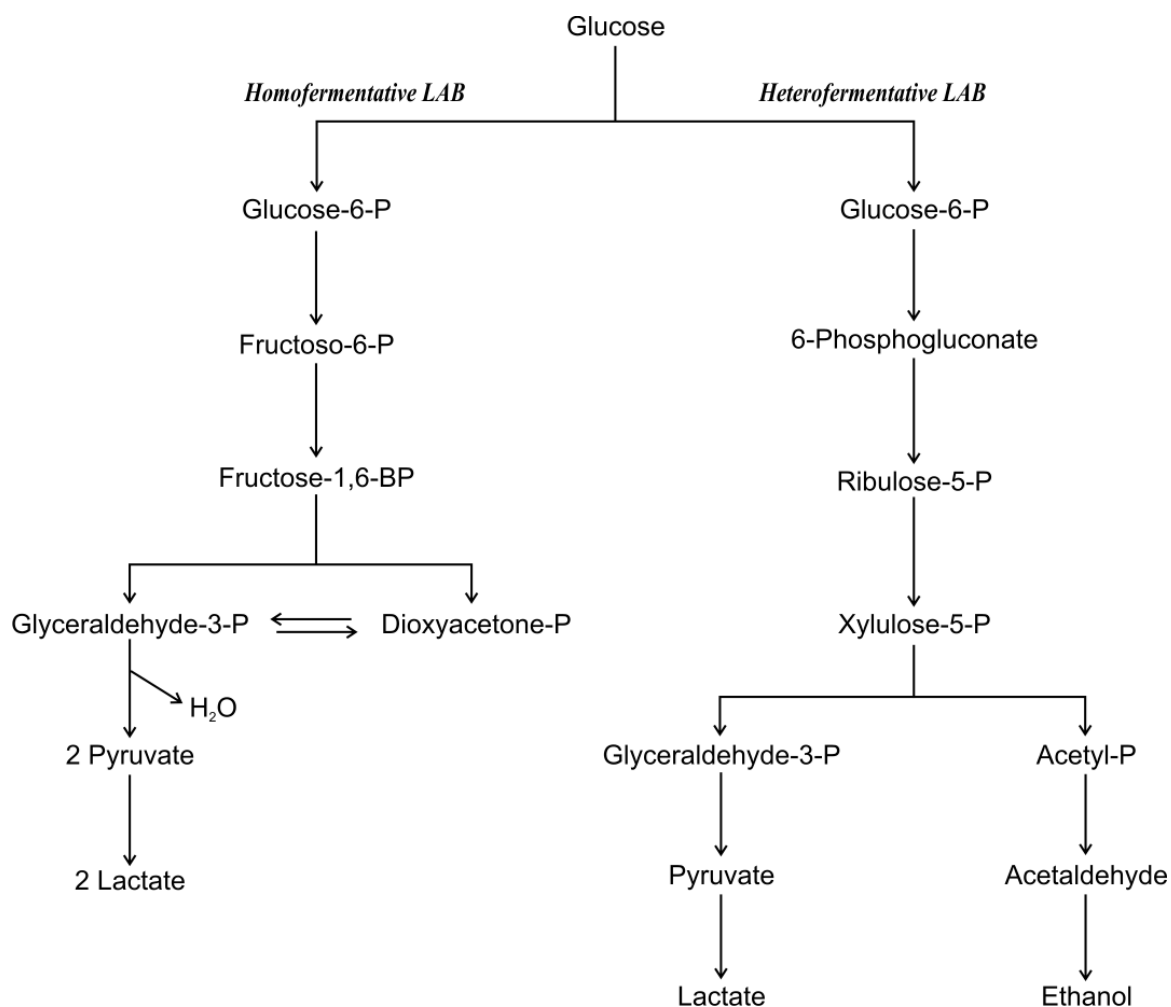 Glucose
Homofermentative LAB
Heterofermentative LAB
Glucose-6-P
Glucose-6-P
Fructoso-6-P
6-Phosphogluconate
Fructose-1,6-BP
Ribulose-5-P
Glyceraldehyde-3-P
Dioxyacetone-P
Xylulose-5-P
H₂O
2 Pyruvate
Glyceraldehyde-3-P
Acetyl-P
2 Lactate
Pyruvate
Acetaldehyde
Lactate
Ethanol